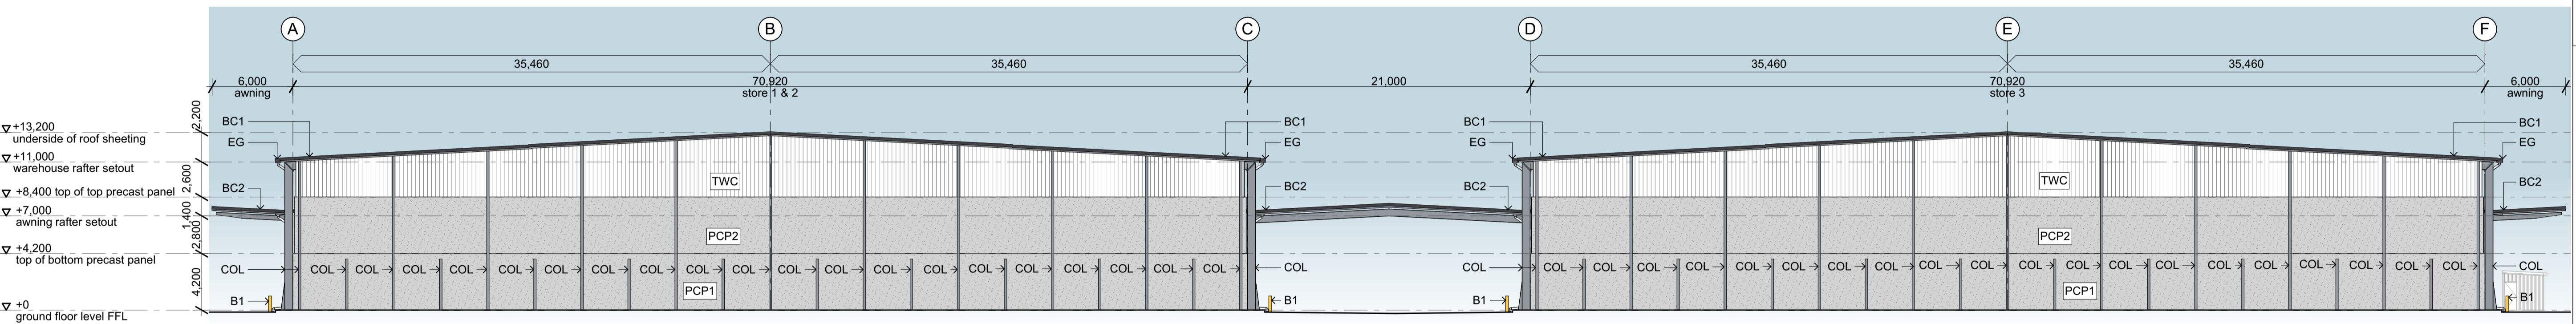 A B C D E F
35,460 35,460 35,460 35,460
6,000 70,920 21,000 70,920 6,000
awning store 1 & 2 store 3 awning
2,200
+13,200
underside of roof sheeting
BC1 BC1 BC1 BC1 BC1
EG EG EG EG
+11,000
warehouse rafter setout
2,600
TWC TWC
+8,400 top of top precast panel
BC2 BC2 BC2 BC2
1,400
+7,000
awning rafter setout
2,800
PCP2 PCP2
+4,200
top of bottom precast panel
COL COL COL COL COL COL COL COL COL COL COL COL COL COL COL COL COL COL COL COL COL COL
COL COL COL COL COL COL COL COL COL COL COL COL COL COL COL COL COL COL COL COL COL COL
4,200
PCP1 PCP1
B1 B1 B1 B1
+0
ground floor level FFL